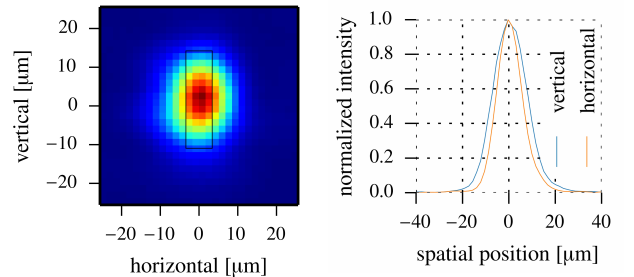 vertical [μm]
20
10
0
−10
−20
−20 −10 0 10 20
horizontal [μm]
normalized intensity
1.0
0.8
0.6
0.4
0.2
0.0
−40 −20 0 20 40
spatial position [μm]
vertical
horizontal